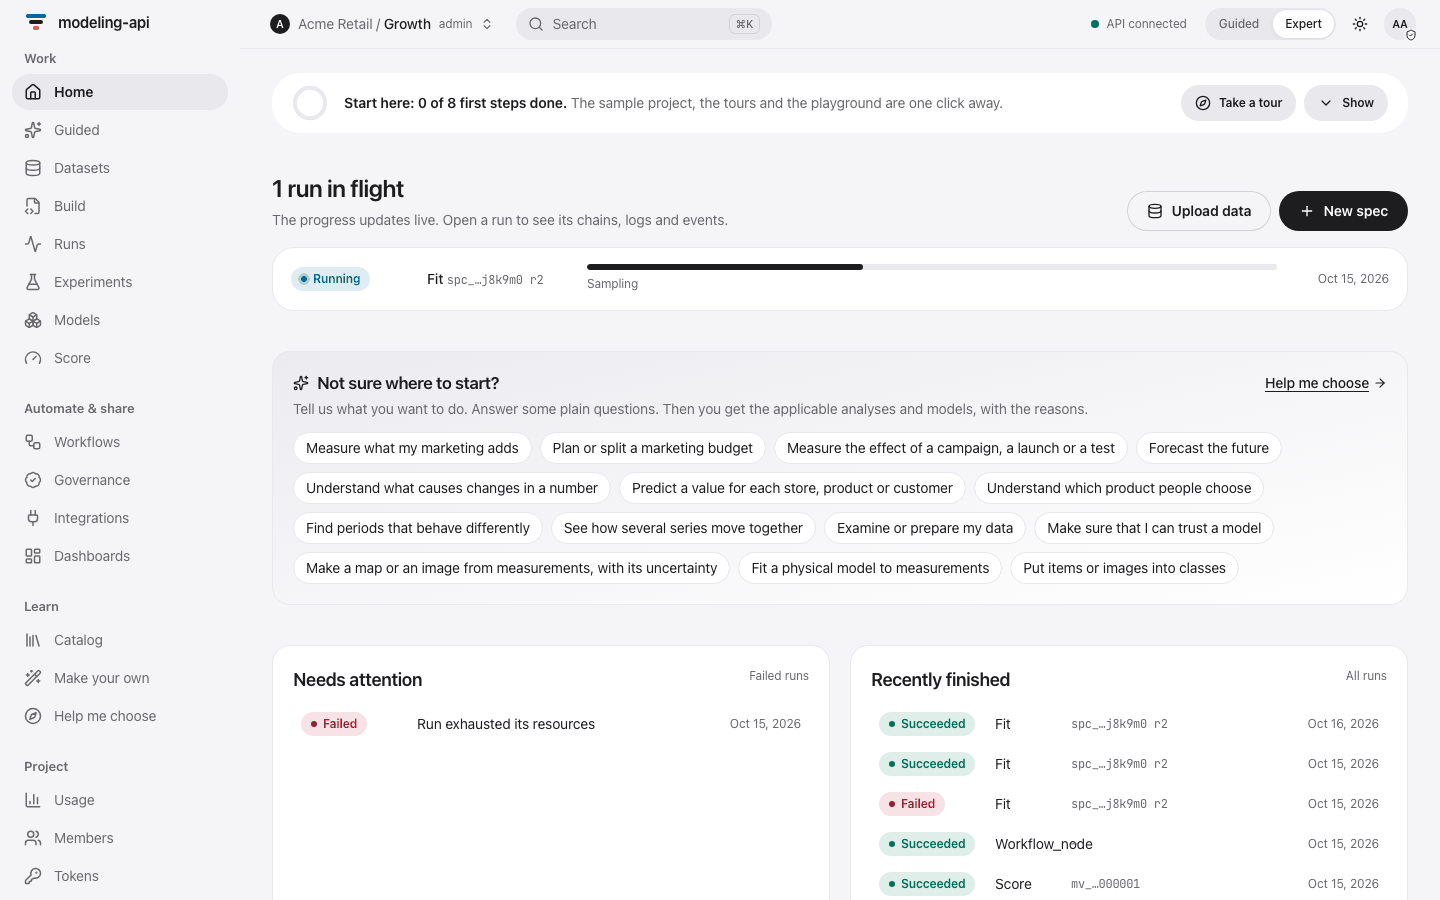 modeling-api
A Acme Retail / Growth admin
Search ⌘K
API connected
Guided Expert
AA
Work
Home
Guided
Datasets
Build
Runs
Experiments
Models
Score
Automate & share
Workflows
Governance
Integrations
Dashboards
Learn
Catalog
Make your own
Help me choose
Project
Usage
Members
Tokens
Start here: 0 of 8 first steps done. The sample project, the tours and the playground are one click away.
Take a tour
Show
1 run in flight
The progress updates live. Open a run to see its chains, logs and events.
Upload data
New spec
Running Fit spc_…j8k9m0 r2 Oct 15, 2026
Sampling
Not sure where to start?
Help me choose
Tell us what you want to do. Answer some plain questions. Then you get the applicable analyses and models, with the reasons.
Measure what my marketing adds Plan or split a marketing budget Measure the effect of a campaign, a launch or a test Forecast the future
Understand what causes changes in a number Predict a value for each store, product or customer Understand which product people choose
Find periods that behave differently See how several series move together Examine or prepare my data Make sure that I can trust a model
Make a map or an image from measurements, with its uncertainty Fit a physical model to measurements Put items or images into classes
Needs attention Failed runs
Failed Run exhausted its resources Oct 15, 2026
Recently finished All runs
Succeeded Fit spc_…j8k9m0 r2 Oct 16, 2026
Succeeded Fit spc_…j8k9m0 r2 Oct 15, 2026
Failed Fit spc_…j8k9m0 r2 Oct 15, 2026
Succeeded Workflow_node Oct 15, 2026
Succeeded Score mv_…000001 Oct 15, 2026